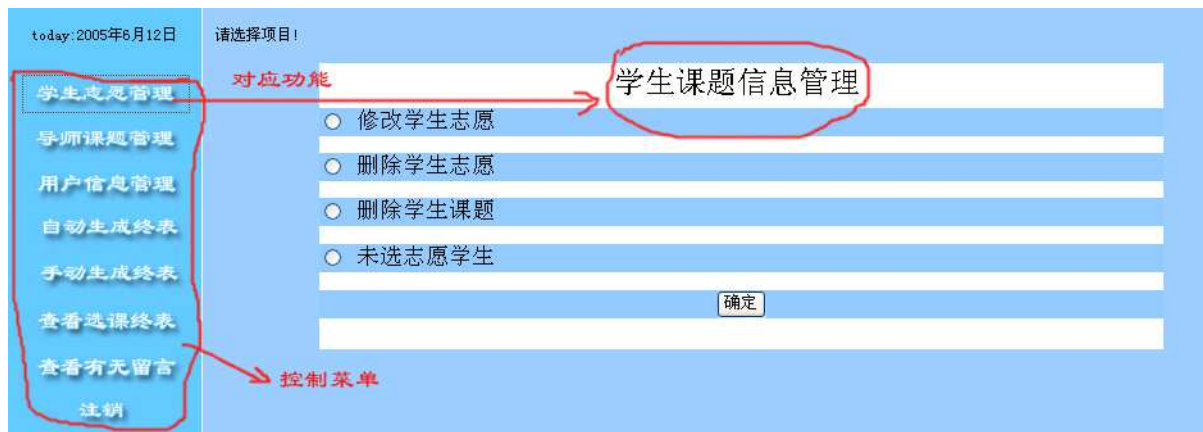 today:2005年6月12日
请选择项目!
学生志愿管理
导师课题管理
用户信息管理
自动生成终表
手动生成终表
查看选课终表
查看有无留言
注销
对应功能
学生课题信息管理
修改学生志愿
删除学生志愿
删除学生课题
未选志愿学生
确定
控制菜单